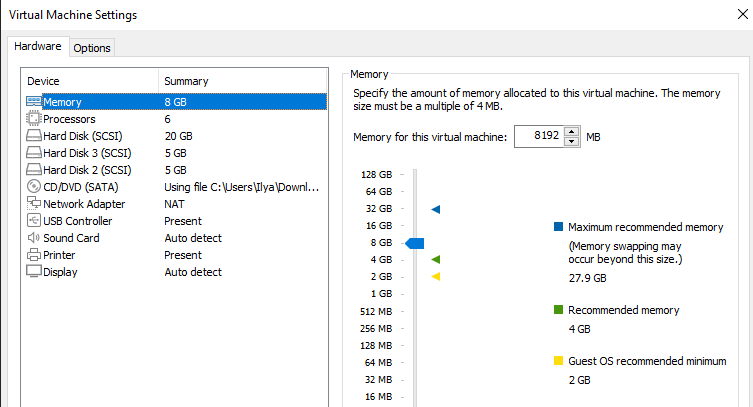 Virtual Machine Settings
Hardware Options
Device Summary
Memory 8 GB
Processors 6
Hard Disk (SCSI) 20 GB
Hard Disk 3 (SCSI) 5 GB
Hard Disk 2 (SCSI) 5 GB
CD/DVD (SATA) Using file C:\Users\Ilya\Downl...
Network Adapter NAT
USB Controller Present
Sound Card Auto detect
Printer Present
Display Auto detect
Memory
Specify the amount of memory allocated to this virtual machine. The memory
size must be a multiple of 4 MB.
Memory for this virtual machine: 8192 MB
128 GB
64 GB
32 GB
16 GB
8 GB
4 GB
2 GB
1 GB
512 MB
256 MB
128 MB
64 MB
32 MB
16 MB
Maximum recommended memory
(Memory swapping may
occur beyond this size.)
27.9 GB
Recommended memory
4 GB
Guest OS recommended minimum
2 GB